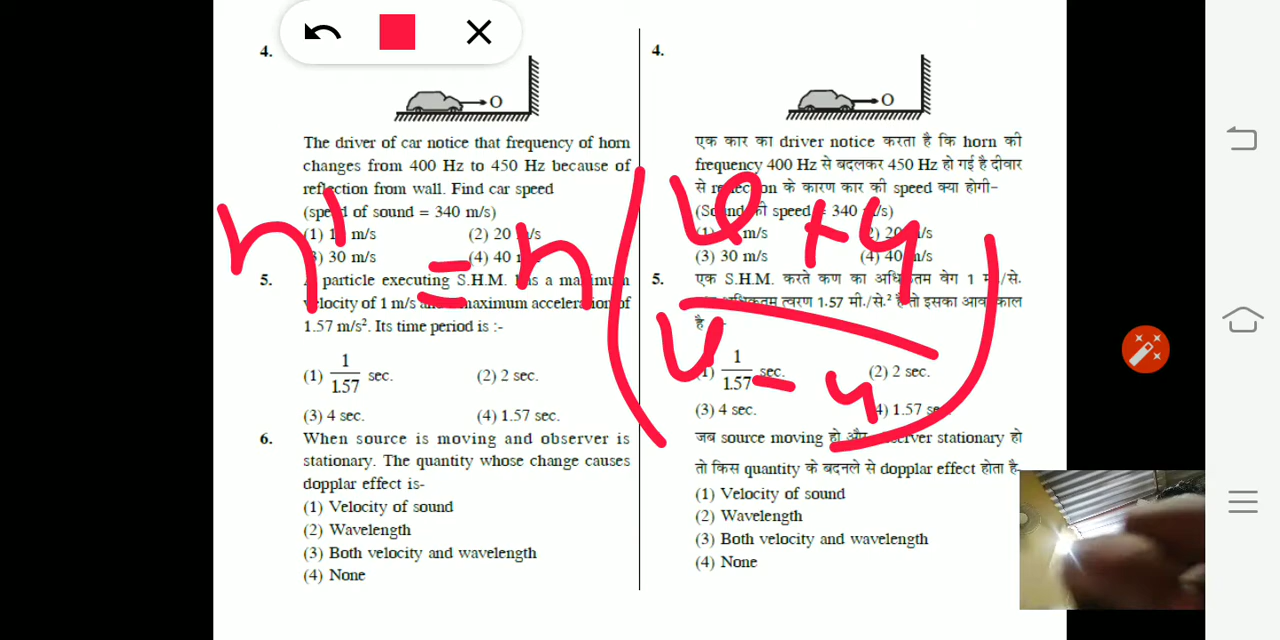 4.
O
The driver of car notice that frequency of horn
changes from 400 Hz to 450 Hz because of
reflection from wall. Find car speed
(speed of sound = 340 m/s)
(1) m/s (2) 20 m/s
(3) 30 m/s (4) 40 m/s
5. A particle executing S.H.M. has a maximum
velocity of 1 m/s and maximum acceleration of
1.57 m/s². Its time period is :-
(1) 1/1.57 sec. (2) 2 sec.
(3) 4 sec. (4) 1.57 sec.
6. When source is moving and observer is
stationary. The quantity whose change causes
dopplar effect is-
(1) Velocity of sound
(2) Wavelength
(3) Both velocity and wavelength
(4) None
4.
O
एक कार का driver notice करता है कि horn की
frequency 400 Hz से बदलकर 450 Hz हो गई है दीवार
से reflection के कारण कार की speed क्या होगी–
(Sound की speed = 340 m/s)
m/s (2) 20 m/s
(3) 30 m/s (4) 40 m/s
5. एक S.H.M. करते कण का अधिकतम वेग 1 मी./से.
अधिकतम त्वरण 1.57 मी./से.² है तो इसका आवर्तकाल
है
(1) 1/1.57 sec. (2) 2 sec.
(3) 4 sec. (4) 1.57 sec.
जब source moving हो और observer stationary हो
तो किस quantity के बदनले से dopplar effect होता है-
(1) Velocity of sound
(2) Wavelength
(3) Both velocity and wavelength
(4) None
n' = n